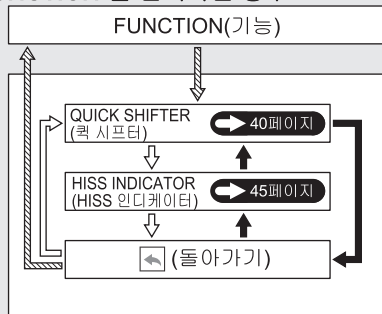 FUNCTION(기능)
QUICK SHIFTER
(퀵 시프터)
40페이지
HISS INDICATOR
(HISS 인디케이터)
45페이지
(돌아가기)